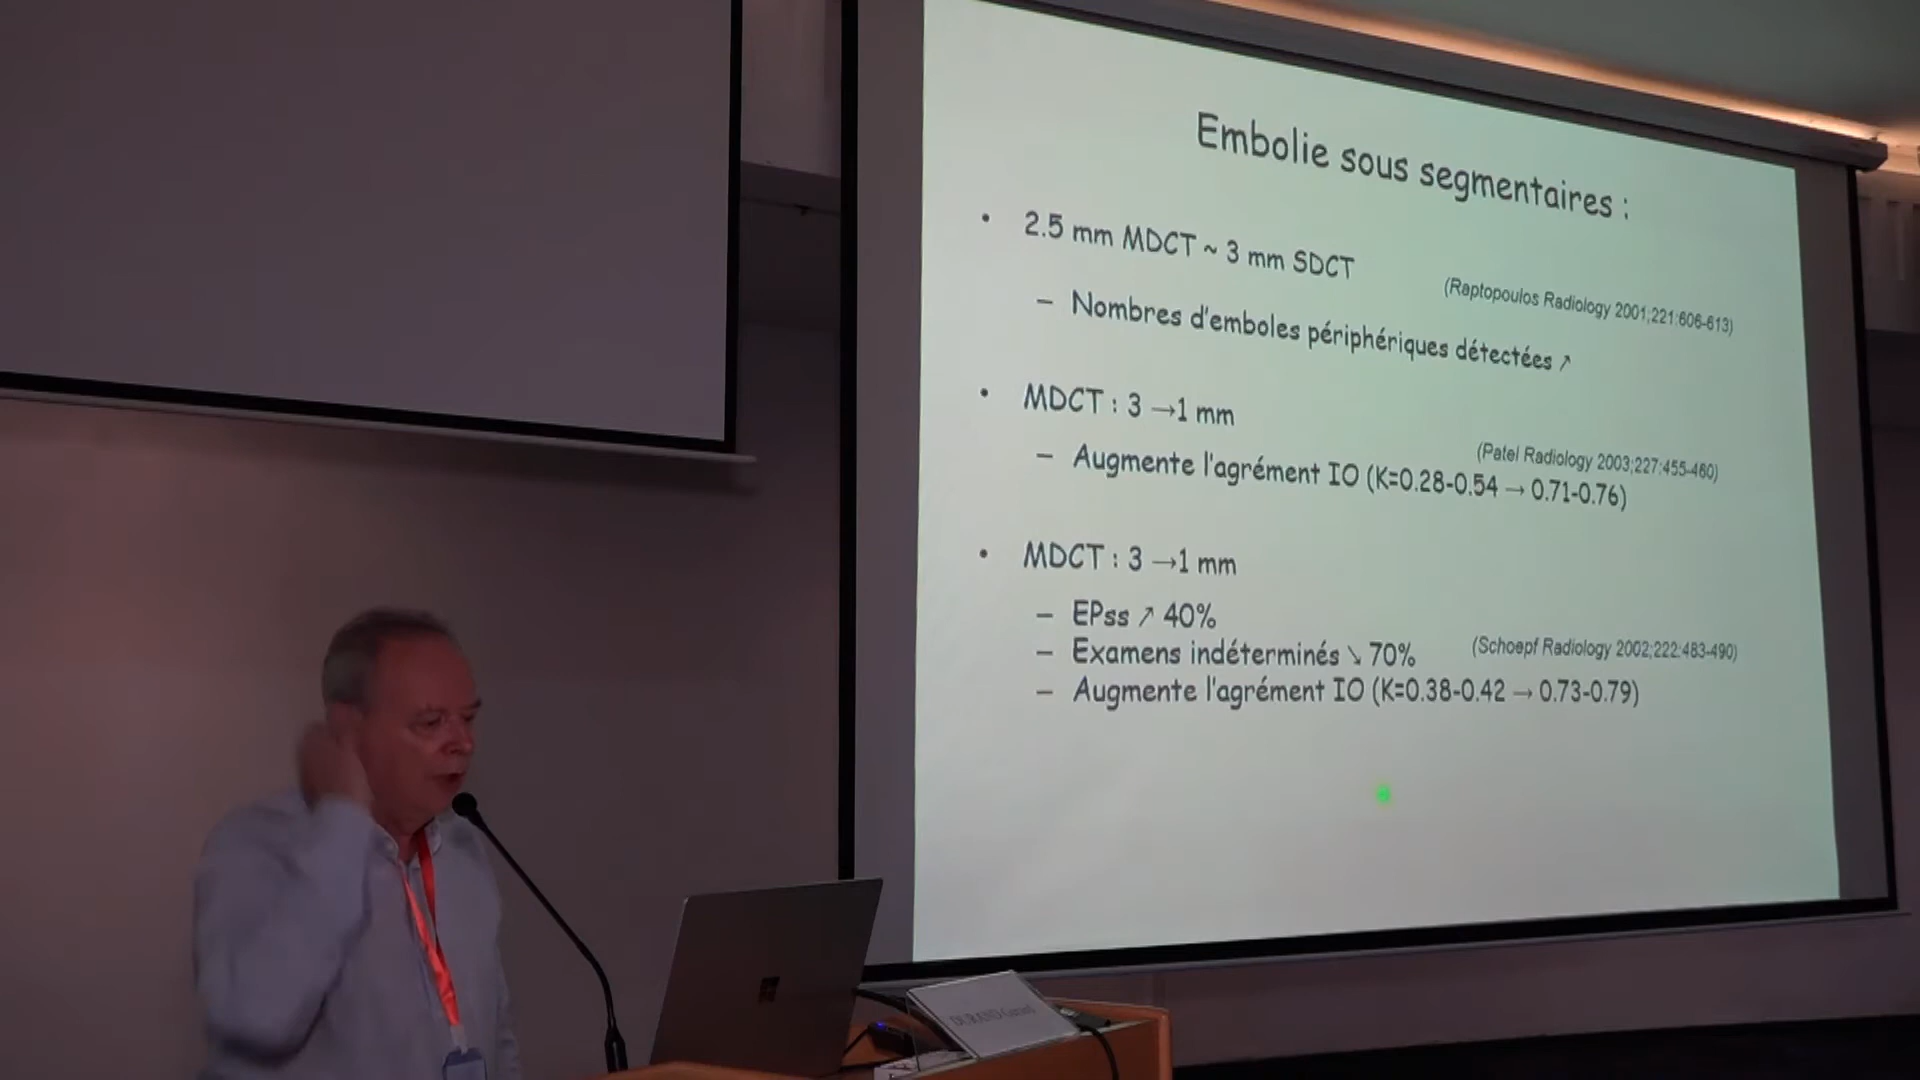 Embolie sous segmentaires :
• 2.5 mm MDCT ~ 3 mm SDCT
(Raptopoulos Radiology 2001;221:606-613)
– Nombres d'emboles périphériques détectées ↗
• MDCT : 3 →1 mm
(Patel Radiology 2003;227:455-460)
– Augmente l'agrément IO (K=0.28-0.54 → 0.71-0.76)
• MDCT : 3 →1 mm
– EPss ↗ 40%
– Examens indéterminés ↘ 70%
(Schoepf Radiology 2002;222:483-490)
– Augmente l'agrément IO (K=0.38-0.42 → 0.73-0.79)
DURAND